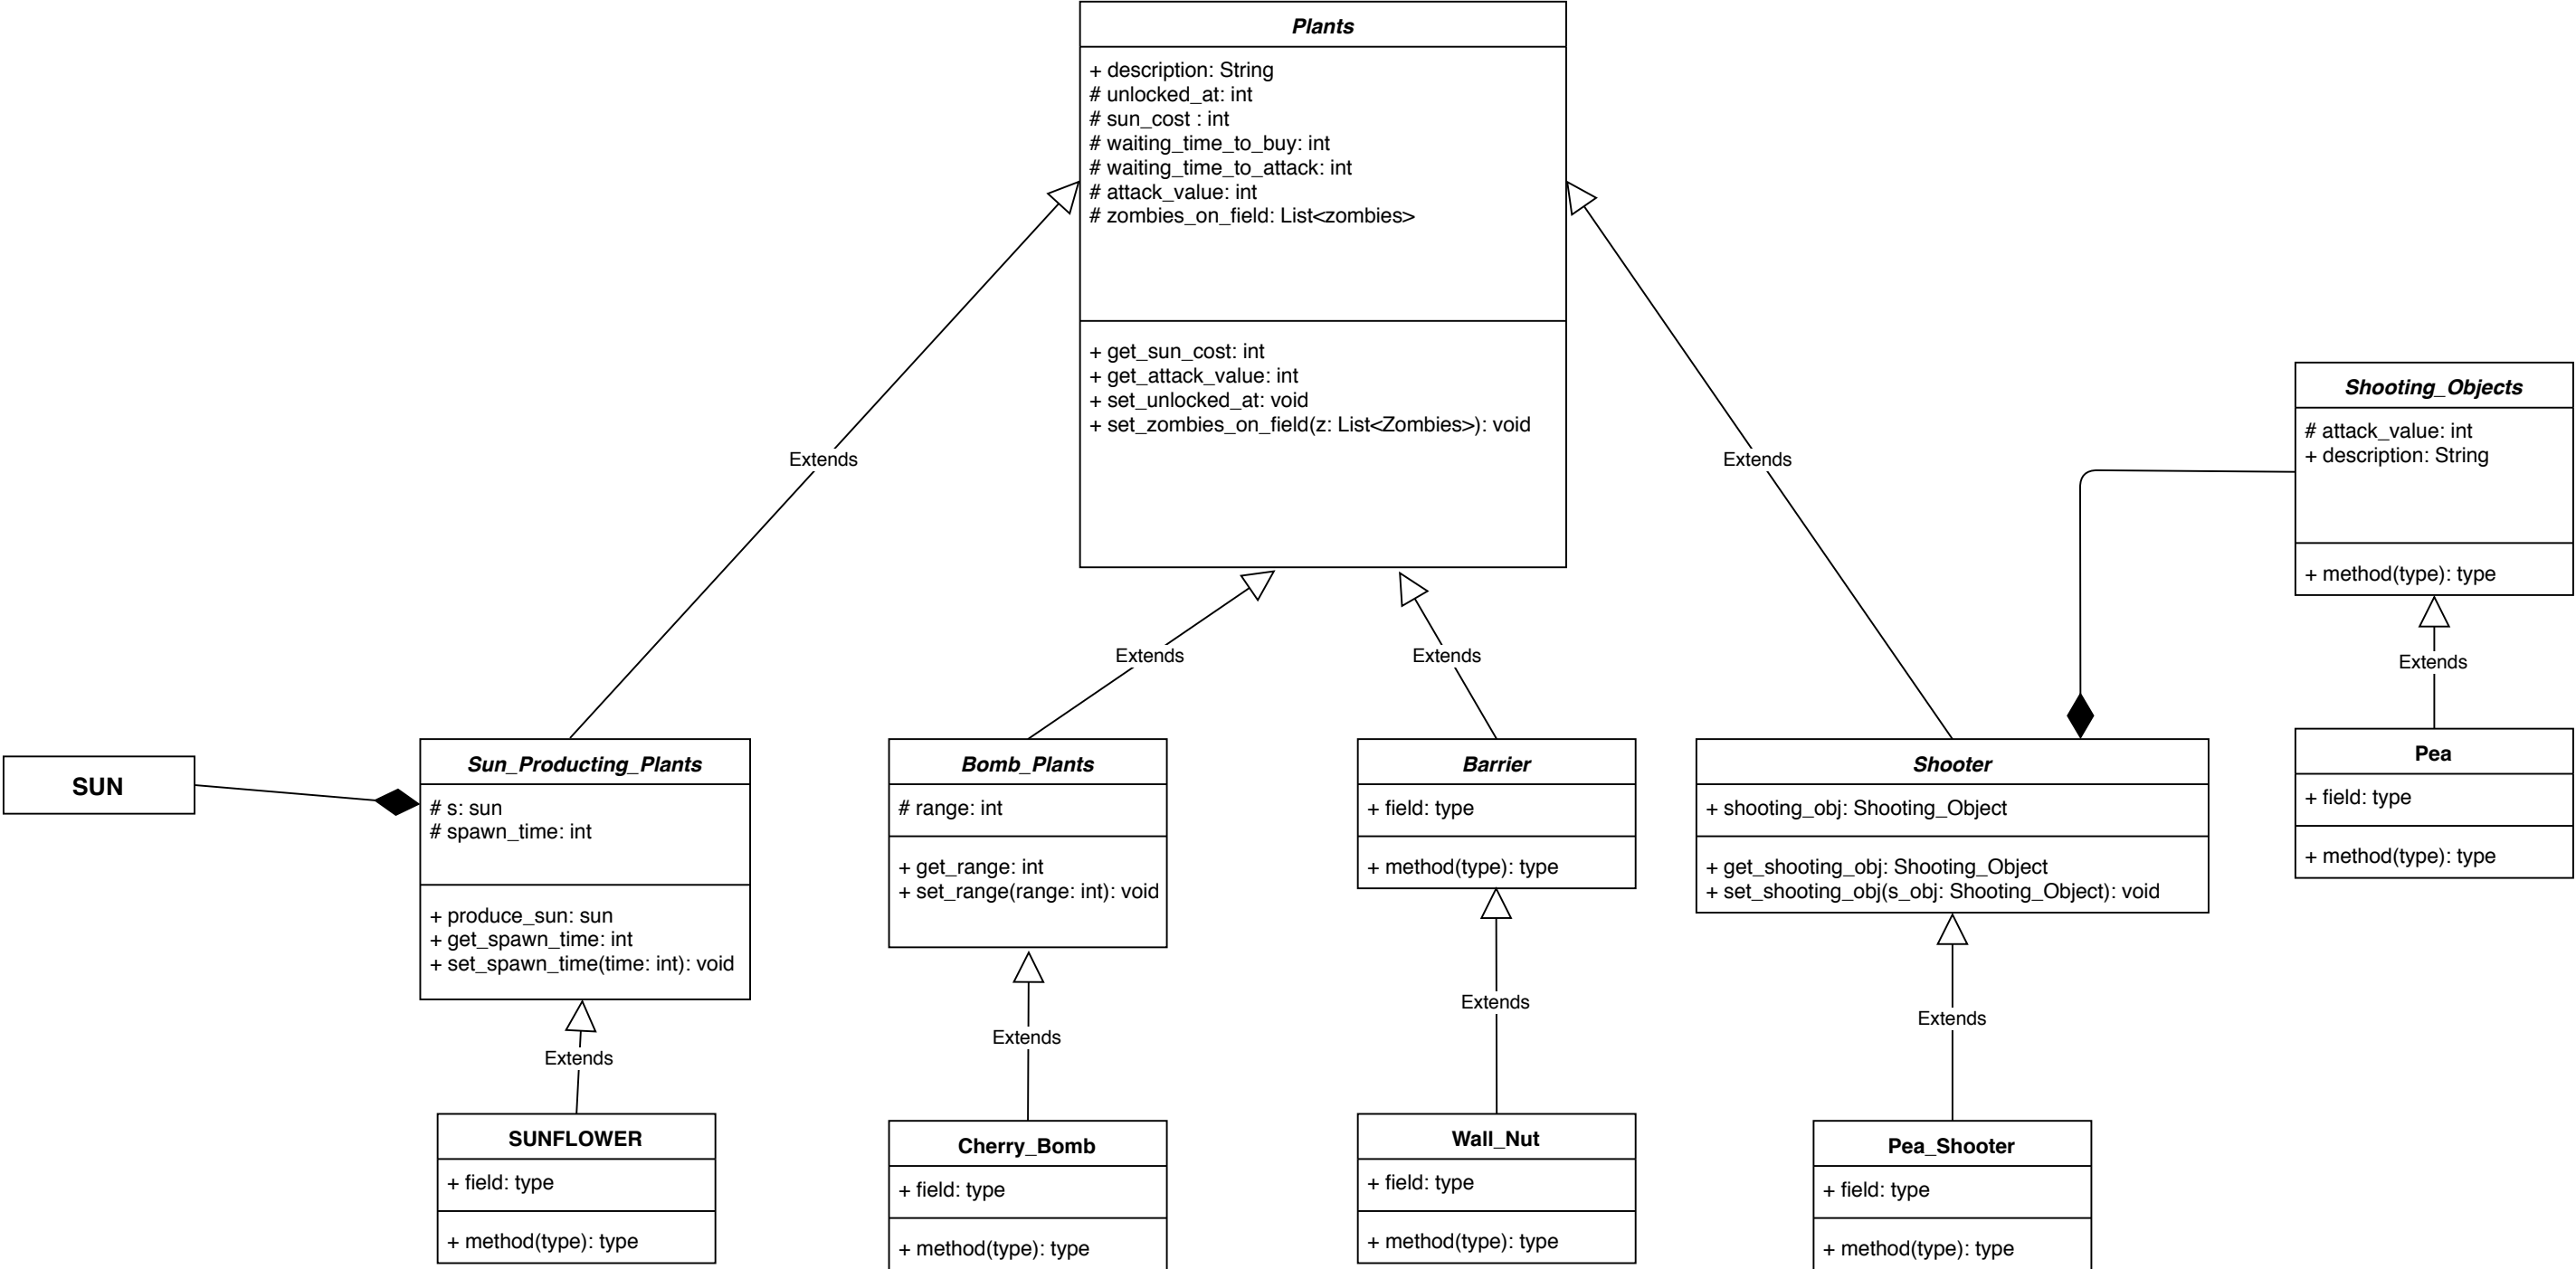 Plants
+ description: String
# unlocked_at: int
# sun_cost : int
# waiting_time_to_buy: int
# waiting_time_to_attack: int
# attack_value: int
# zombies_on_field: List<zombies>
+ get_sun_cost: int
+ get_attack_value: int
+ set_unlocked_at: void
+ set_zombies_on_field(z: List<Zombies>): void
Extends
Extends
Extends
Extends
Shooting_Objects
# attack_value: int
+ description: String
+ method(type): type
Extends
Pea
+ field: type
+ method(type): type
SUN
Sun_Producting_Plants
# s: sun
# spawn_time: int
+ produce_sun: sun
+ get_spawn_time: int
+ set_spawn_time(time: int): void
Extends
SUNFLOWER
+ field: type
+ method(type): type
Bomb_Plants
# range: int
+ get_range: int
+ set_range(range: int): void
Extends
Cherry_Bomb
+ field: type
+ method(type): type
Barrier
+ field: type
+ method(type): type
Extends
Wall_Nut
+ field: type
+ method(type): type
Shooter
+ shooting_obj: Shooting_Object
+ get_shooting_obj: Shooting_Object
+ set_shooting_obj(s_obj: Shooting_Object): void
Extends
Pea_Shooter
+ field: type
+ method(type): type